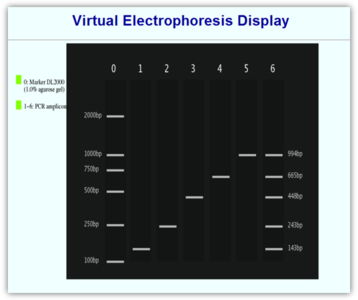 Virtual Electrophoresis Display
0: Marker DL2000
(1.0% agarose gel)
1~6: PCR amplicon
0 1 2 3 4 5 6
2000bp
1000bp 994bp
750bp 665bp
500bp 448bp
250bp 243bp
143bp
100bp